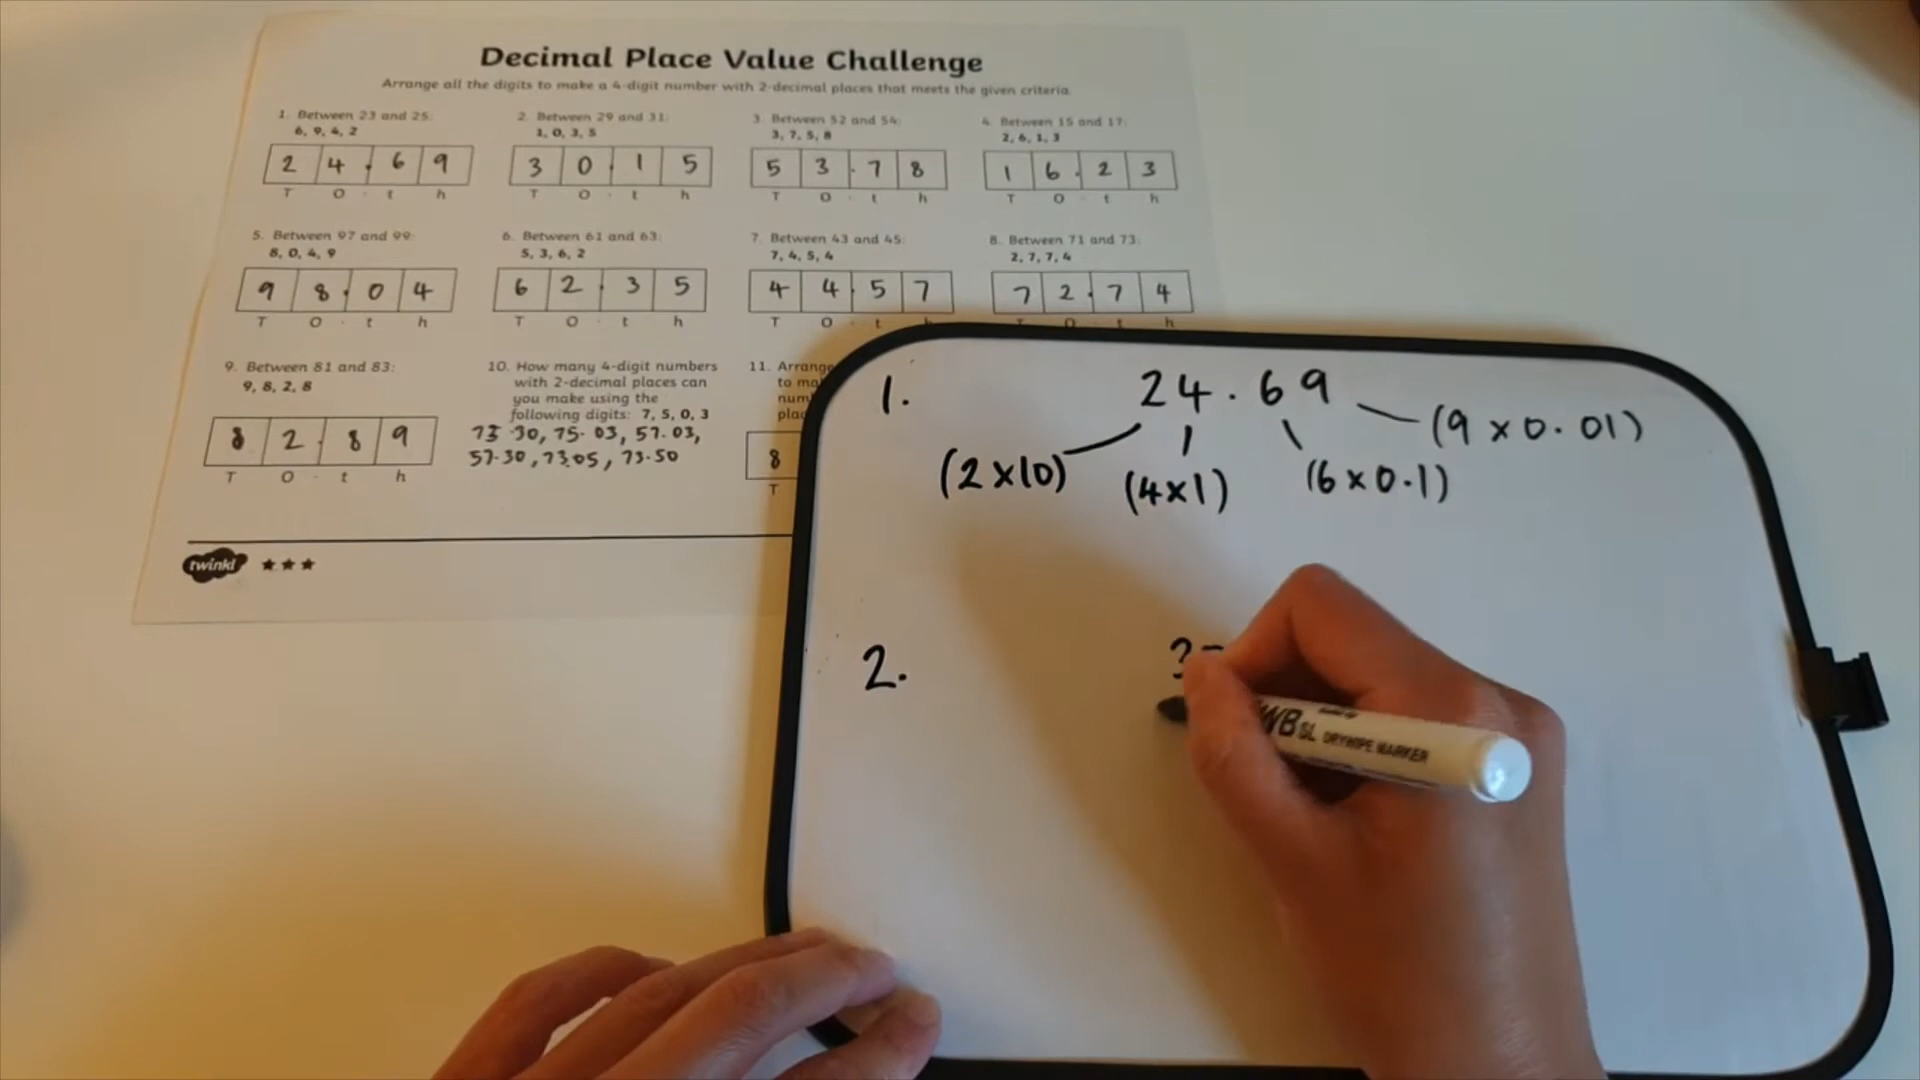 Decimal Place Value Challenge
Arrange all the digits to make a 4-digit number with 2-decimal places that meets the given criteria.
1. Between 23 and 25:
6, 9, 4, 2
2 4 . 6 9
T O . t h
2. Between 29 and 31:
1, 0, 3, 5
3 0 . 1 5
T O . t h
3. Between 52 and 54:
3, 7, 5, 8
5 3 . 7 8
T O . t h
4. Between 15 and 17:
2, 6, 1, 3
1 6 . 2 3
T O . t h
5. Between 97 and 99:
8, 0, 4, 9
9 8 . 0 4
T O . t h
6. Between 61 and 63:
5, 3, 6, 2
6 2 . 3 5
T O . t h
7. Between 43 and 45:
7, 4, 5, 4
4 4 . 5 7
T O . t h
8. Between 71 and 73:
2, 7, 7, 4
7 2 . 7 4
T O . t h
9. Between 81 and 83:
9, 8, 2, 8
8 2 . 8 9
T O . t h
10. How many 4-digit numbers
with 2-decimal places can
you make using the
following digits: 7, 5, 0, 3
75.30, 75.03, 57.03,
57.30, 73.05, 73.50
11. Arrange
to
8
T
twinkl
1.
24.69
(2×10)
(4×1)
(6×0.1)
(9×0.01)
2.
3
WB SL DRYWIPE MARKER